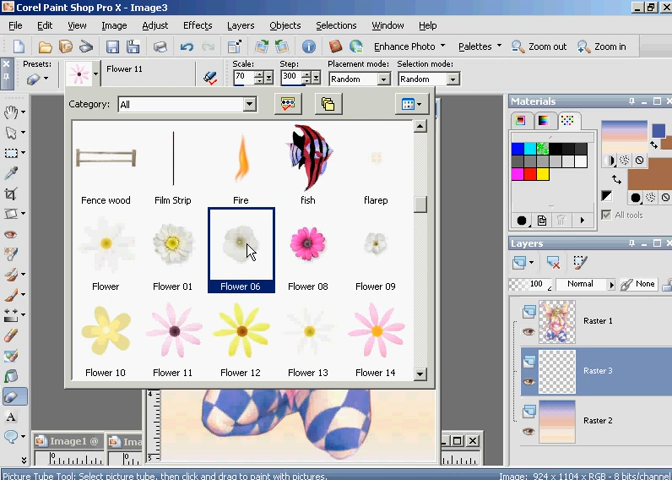 Corel Paint Shop Pro X - Image3
File Edit View Image Adjust Effects Layers Objects Selections Window Help
Enhance Photo Palettes Zoom out Zoom in
Presets: Flower 11 Scale: 70 Step: 300 Placement mode: Random Selection mode: Random
Category: All
Fence wood Film Strip Fire fish flarep
Flower Flower 01 Flower 06 Flower 08 Flower 09
Flower 10 Flower 11 Flower 12 Flower 13 Flower 14
Materials
All tools
Layers
100 Normal None
Raster 1
Raster 3
Raster 2
4
5
Image1 @
Ima
A
Picture Tube Tool: Select picture tube, then click and drag to paint with pictures.
Image: 924 x 1104 x RGB - 8 bits/channel